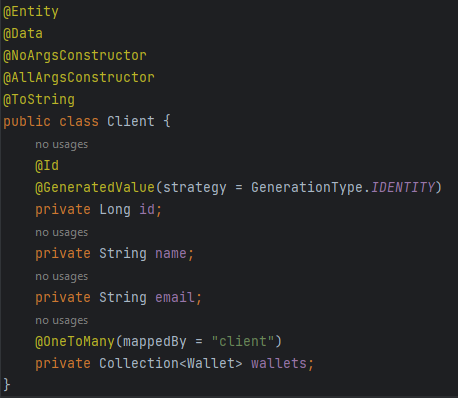 @Entity
@Data
@NoArgsConstructor
@AllArgsConstructor
@ToString
public class Client {
no usages
@Id
@GeneratedValue(strategy = GenerationType.IDENTITY)
private Long id;
no usages
private String name;
no usages
private String email;
no usages
@OneToMany(mappedBy = "client")
private Collection<Wallet> wallets;
}